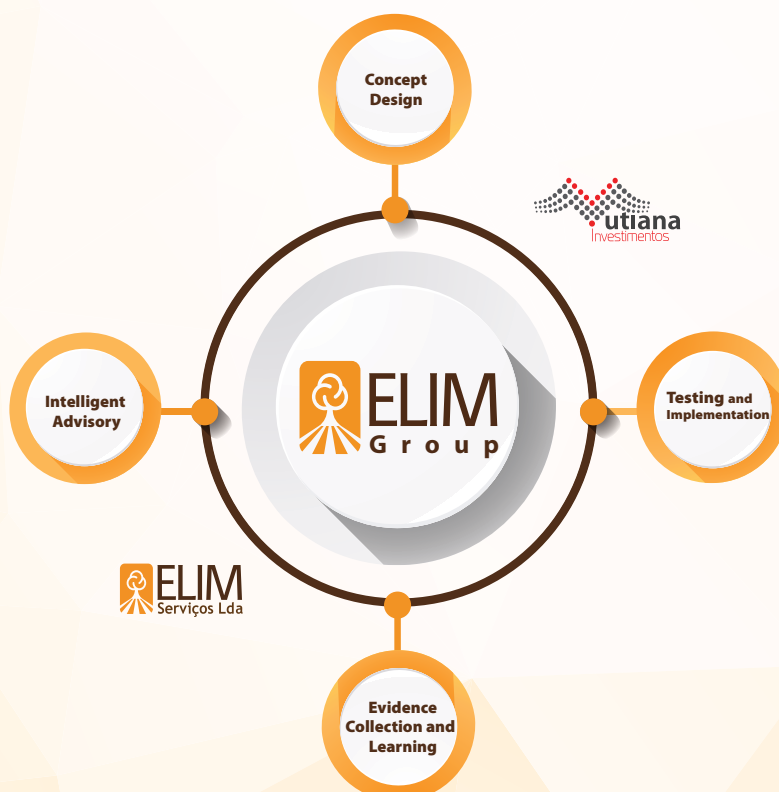 Concept
Design
utiana
Investimentos
Intelligent
Advisory
ELIM
Group
Testing and
Implementation
ELIM
Serviços Lda
Evidence
Collection and
Learning